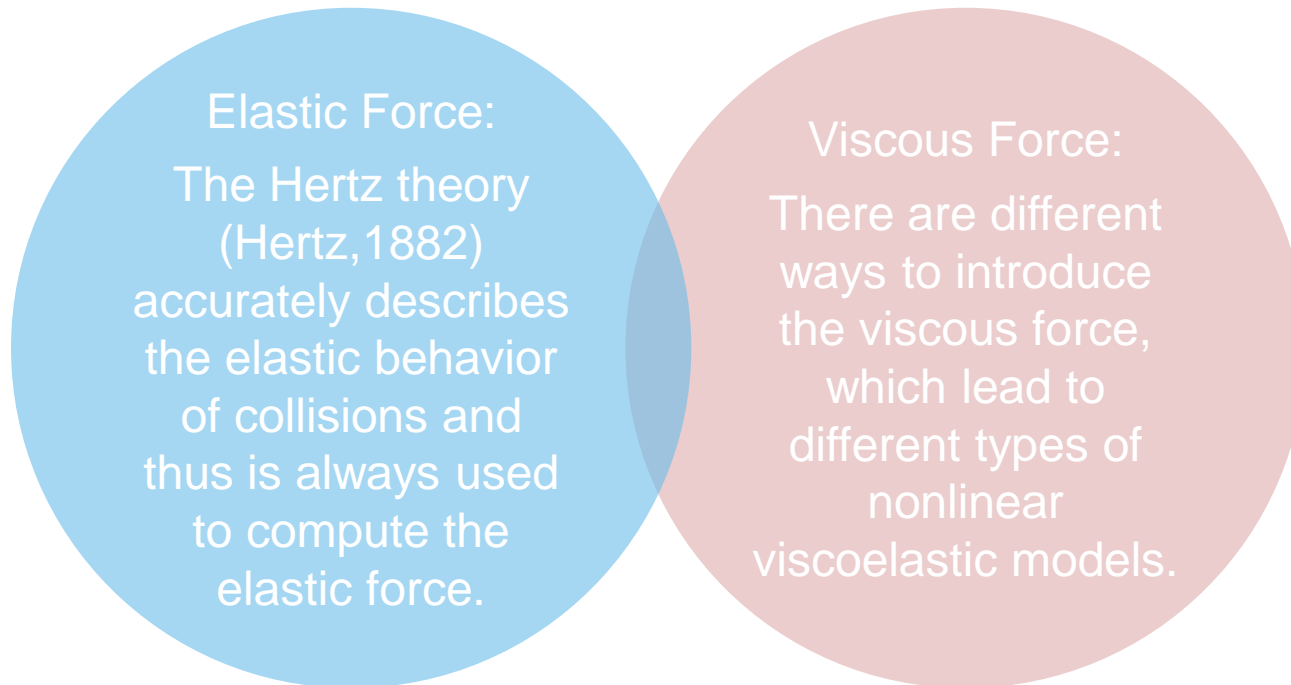 Elastic Force:
The Hertz theory
(Hertz,1882)
accurately describes
the elastic behavior
of collisions and
thus is always used
to compute the
elastic force.
Viscous Force:
There are different
ways to introduce
the viscous force,
which lead to
different types of
nonlinear
viscoelastic models.